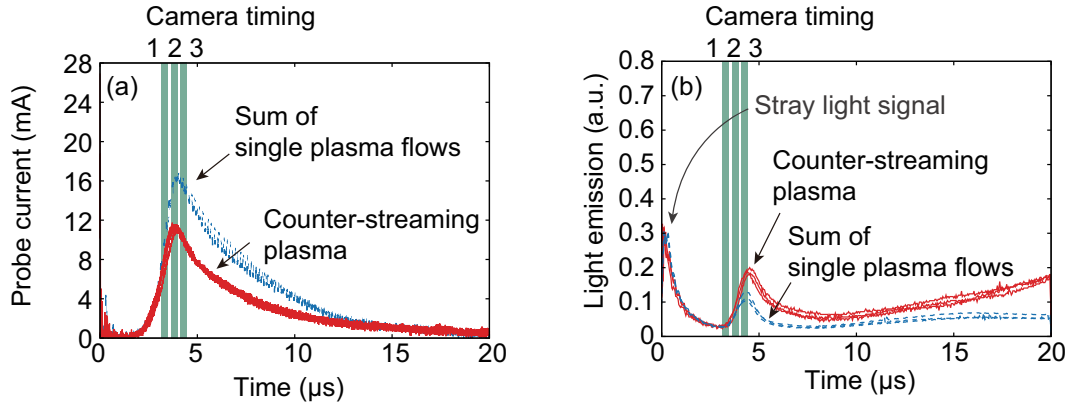 Camera timing
1 2 3
(a)
28
24
20
16
12
8
4
0
Probe current (mA)
Sum of
single plasma flows
Counter-streaming
plasma
0 5 10 15 20
Time (μs)
Camera timing
1 2 3
(b)
0.8
0.7
0.6
0.5
0.4
0.3
0.2
0.1
0
Light emission (a.u.)
Stray light signal
Counter-streaming
plasma
Sum of
single plasma flows
0 5 10 15 20
Time (μs)